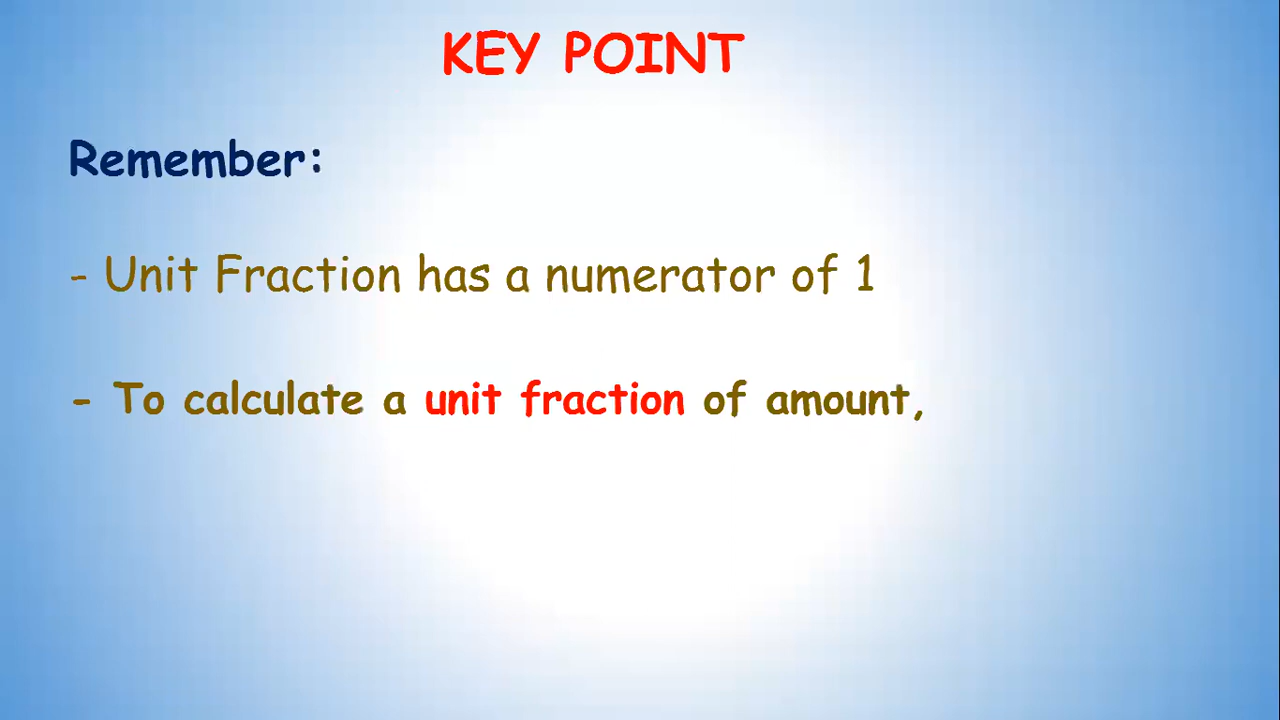 KEY POINT
Remember:
- Unit Fraction has a numerator of 1
- To calculate a unit fraction of amount,